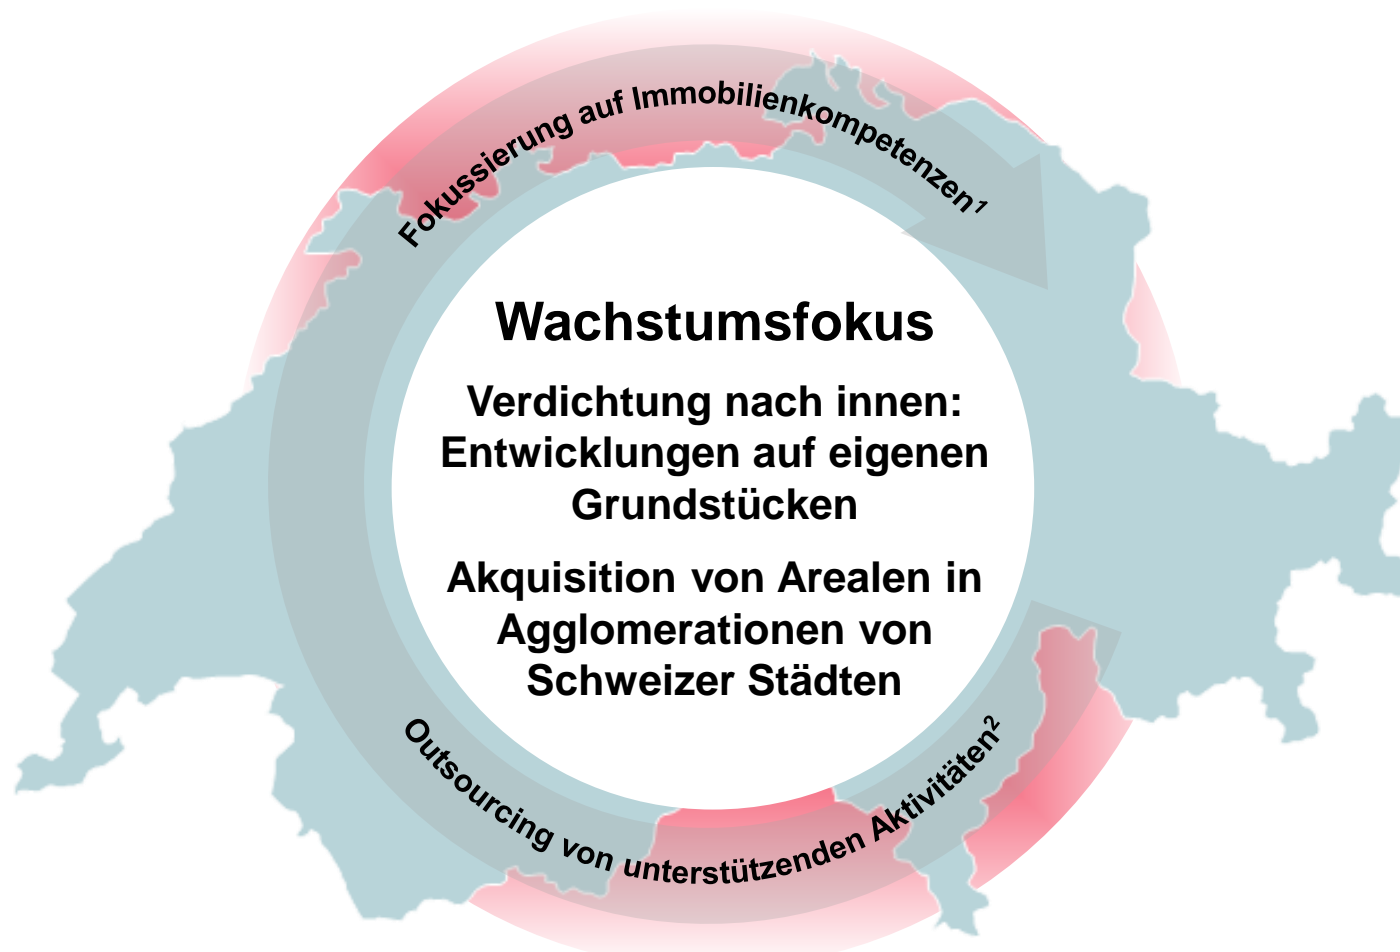 Fokussierung auf Immobilienkompetenzen¹
Wachstumsfokus
Verdichtung nach innen:
Entwicklungen auf eigenen
Grundstücken
Akquisition von Arealen in
Agglomerationen von
Schweizer Städten
Outsourcing von unterstützenden Aktivitäten²